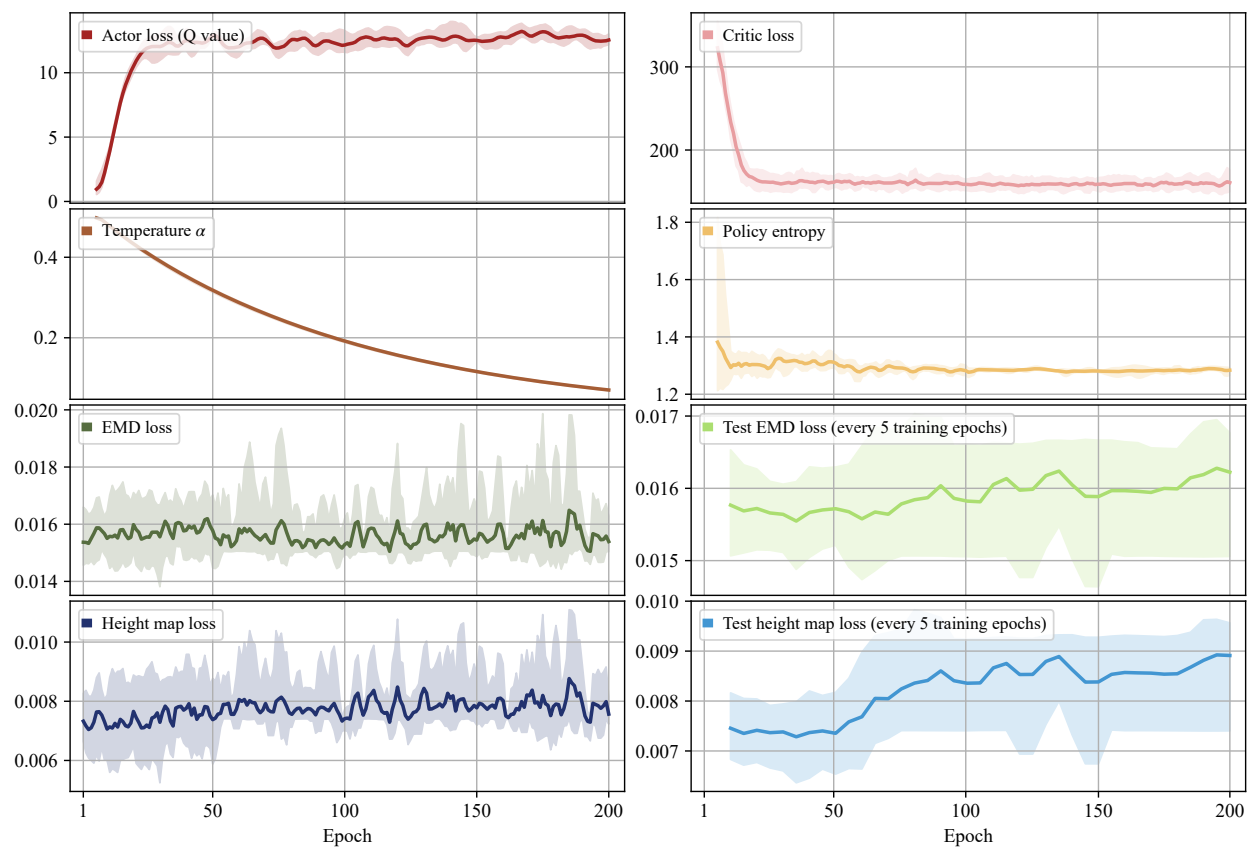 Actor loss (Q value)
10
5
0
Critic loss
300
200
Temperature α
0.4
0.2
Policy entropy
1.8
1.6
1.4
1.2
EMD loss
0.020
0.018
0.016
0.014
Test EMD loss (every 5 training epochs)
0.017
0.016
0.015
Height map loss
0.010
0.008
0.006
1 50 100 150 200
Epoch
Test height map loss (every 5 training epochs)
0.010
0.009
0.008
0.007
1 50 100 150 200
Epoch